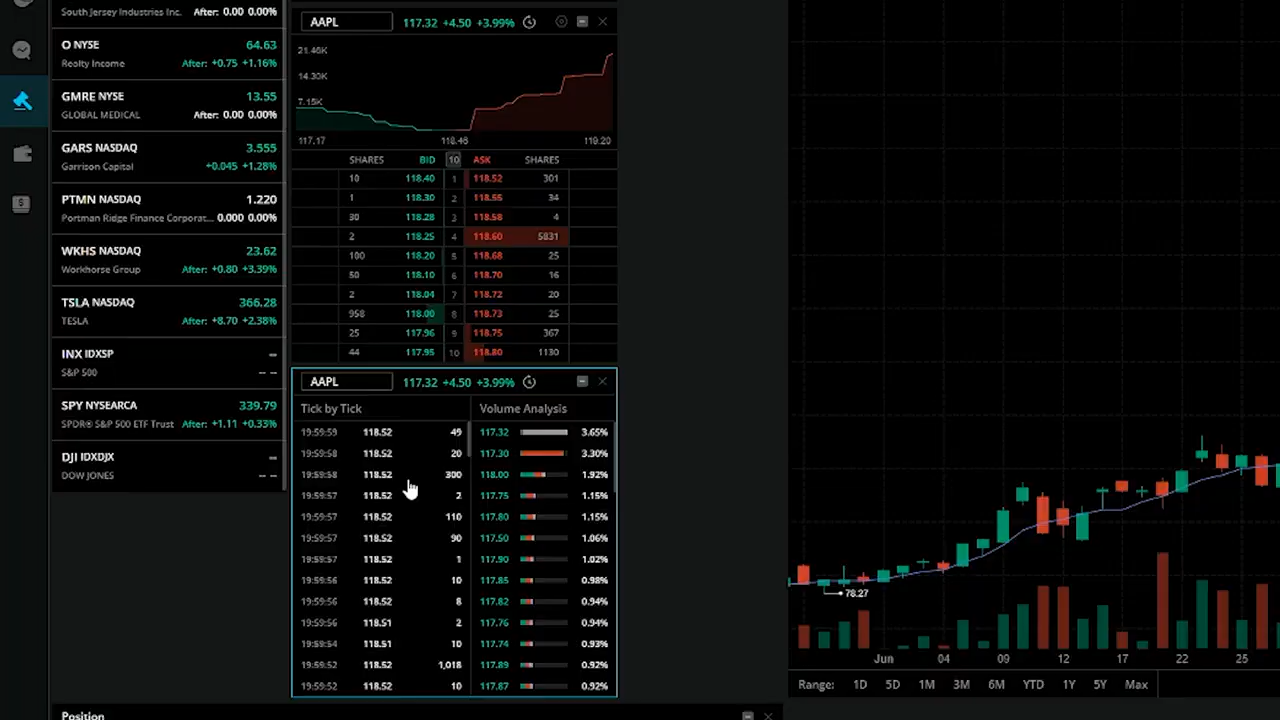 South Jersey Industries Inc. After: 0.00 0.00%
O NYSE 64.63
Realty Income After: +0.75 +1.16%
GMRE NYSE 13.55
GLOBAL MEDICAL After: 0.00 0.00%
GARS NASDAQ 3.555
Garrison Capital +0.045 +1.28%
PTMN NASDAQ 1.220
Portman Ridge Finance Corporat... 0.000 0.00%
WKHS NASDAQ 23.62
Workhorse Group After: +0.80 +3.39%
TSLA NASDAQ 366.28
TESLA After: +8.70 +2.38%
INX IDXSP --
S&P 500 -- --
SPY NYSEARCA 339.79
SPDR® S&P 500 ETF Trust After: +1.11 +0.33%
DJI IDXDJX --
DOW JONES -- --
AAPL 117.32 +4.50 +3.99%
21.46K
14.30K
7.15K
117.17 118.46 119.20
SHARES BID 10 ASK SHARES
10 118.40 1 118.52 301
1 118.30 2 118.55 34
30 118.28 3 118.58 4
2 118.25 4 118.60 5831
100 118.20 5 118.68 25
50 118.10 6 118.70 16
2 118.04 7 118.72 20
958 118.00 8 118.73 25
25 117.96 9 118.75 367
44 117.95 10 118.80 1130
AAPL 117.32 +4.50 +3.99%
Tick by Tick Volume Analysis
19:59:59 118.52 49 117.32 3.65%
19:59:58 118.52 20 117.30 3.30%
19:59:58 118.52 300 118.00 1.92%
19:59:57 118.52 2 117.75 1.15%
19:59:57 118.52 110 117.80 1.15%
19:59:57 118.52 90 117.50 1.06%
19:59:57 118.52 1 117.90 1.02%
19:59:56 118.52 10 117.85 0.98%
19:59:56 118.52 8 117.82 0.94%
19:59:56 118.51 2 117.76 0.94%
19:59:54 118.51 10 117.74 0.93%
19:59:52 118.52 1,018 117.89 0.92%
19:59:52 118.52 10 117.87 0.92%
Position
78.27
Jun 04 09 12 17 22 25
Range: 1D 5D 1M 3M 6M YTD 1Y 5Y Max